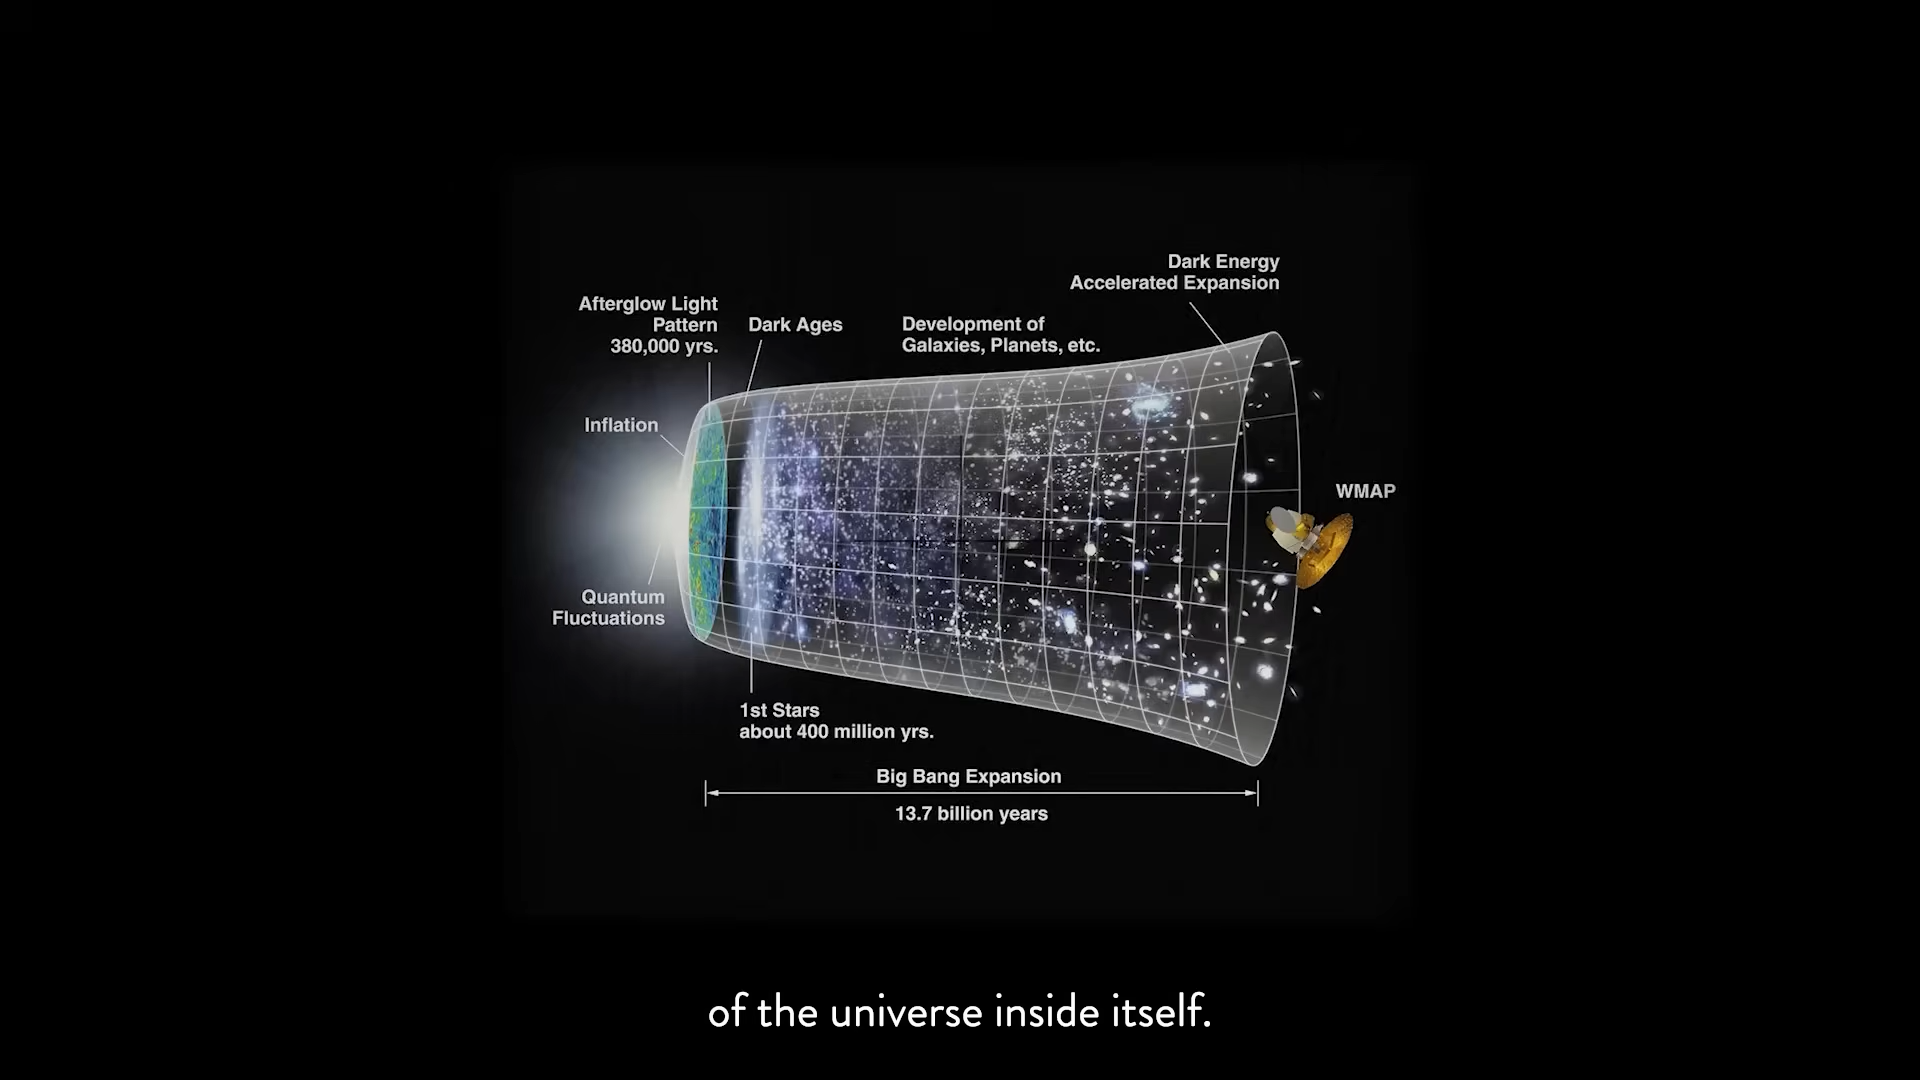 Dark Energy
Accelerated Expansion
Afterglow Light
Pattern
380,000 yrs.
Dark Ages
Development of
Galaxies, Planets, etc.
Inflation
WMAP
Quantum
Fluctuations
1st Stars
about 400 million yrs.
Big Bang Expansion
13.7 billion years
of the universe inside itself.